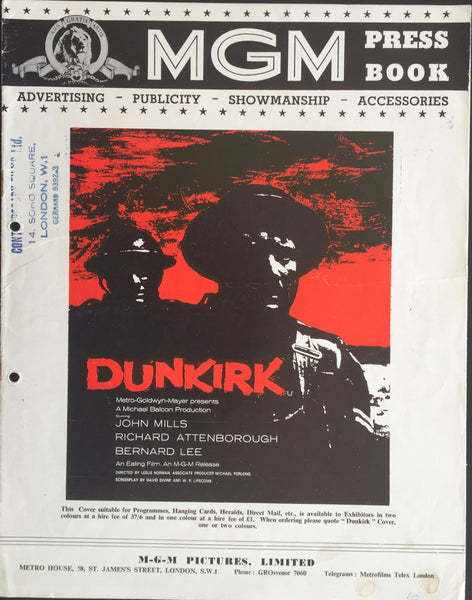 ARS GRATIA ARTIS
MGM
PRESS
BOOK
ADVERTISING - PUBLICITY - SHOWMANSHIP - ACCESSORIES
14, SOHO SQUARE,
LONDON, W.1
DUNKIRK
U
Metro-Goldwyn-Mayer presents
A Michael Balcon Production
Starring
JOHN MILLS
RICHARD ATTENBOROUGH
BERNARD LEE
An Ealing Film. An M-G-M Release
DIRECTED BY LESLIE NORMAN. ASSOCIATE PRODUCER MICHAEL FORLONG
SCREENPLAY BY DAVID DIVINE AND W. P. LIPSCOMB
This Cover suitable for Programmes, Hanging Cards, Heralds, Direct Mail, etc., is available to Exhibitors in two
colours at a hire fee of 37/6 and in one colour at a hire fee of £1. When ordering please quote "Dunkirk" Cover,
one or two colours.
M-G-M PICTURES, LIMITED
METRO HOUSE, 58, ST. JAMES'S STREET, LONDON, S.W.1 Phone: GROsvenor 7060 Telegrams: Metrofilms Telex London